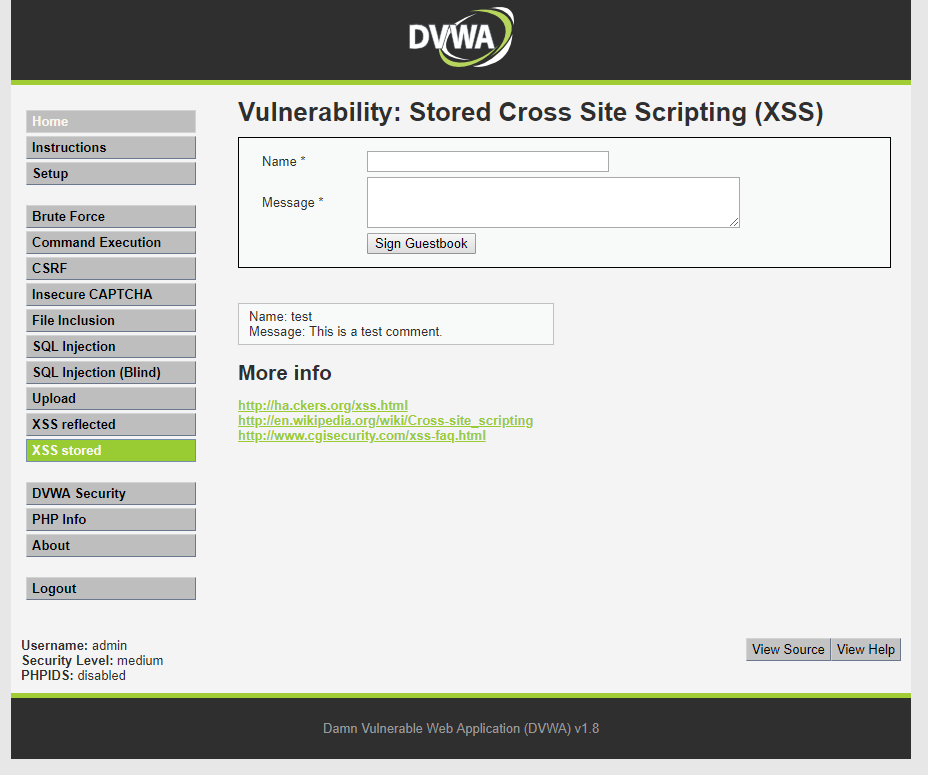 DVWA
Home
Instructions
Setup
Brute Force
Command Execution
CSRF
Insecure CAPTCHA
File Inclusion
SQL Injection
SQL Injection (Blind)
Upload
XSS reflected
XSS stored
DVWA Security
PHP Info
About
Logout
Vulnerability: Stored Cross Site Scripting (XSS)
Name *
Message *
Sign Guestbook
Name: test
Message: This is a test comment.
More info
http://ha.ckers.org/xss.html
http://en.wikipedia.org/wiki/Cross-site_scripting
http://www.cgisecurity.com/xss-faq.html
Username: admin
Security Level: medium
PHPIDS: disabled
View Source
View Help
Damn Vulnerable Web Application (DVWA) v1.8